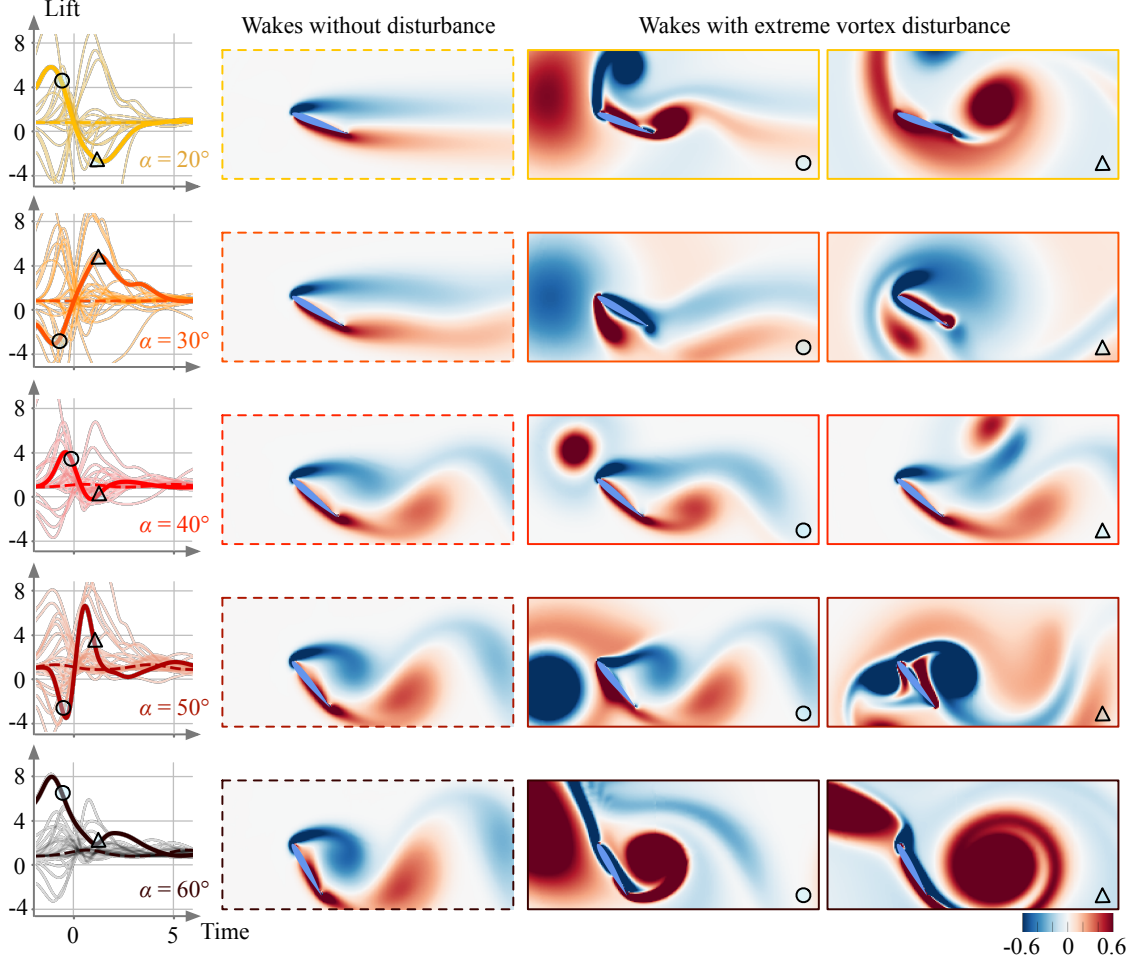 Lift
Wakes without disturbance
Wakes with extreme vortex disturbance
8
4
0
-4
α = 20°
8
4
0
-4
α = 30°
8
4
0
-4
α = 40°
8
4
0
-4
α = 50°
8
4
0
-4
α = 60°
0
5
Time
-0.6
0
0.6